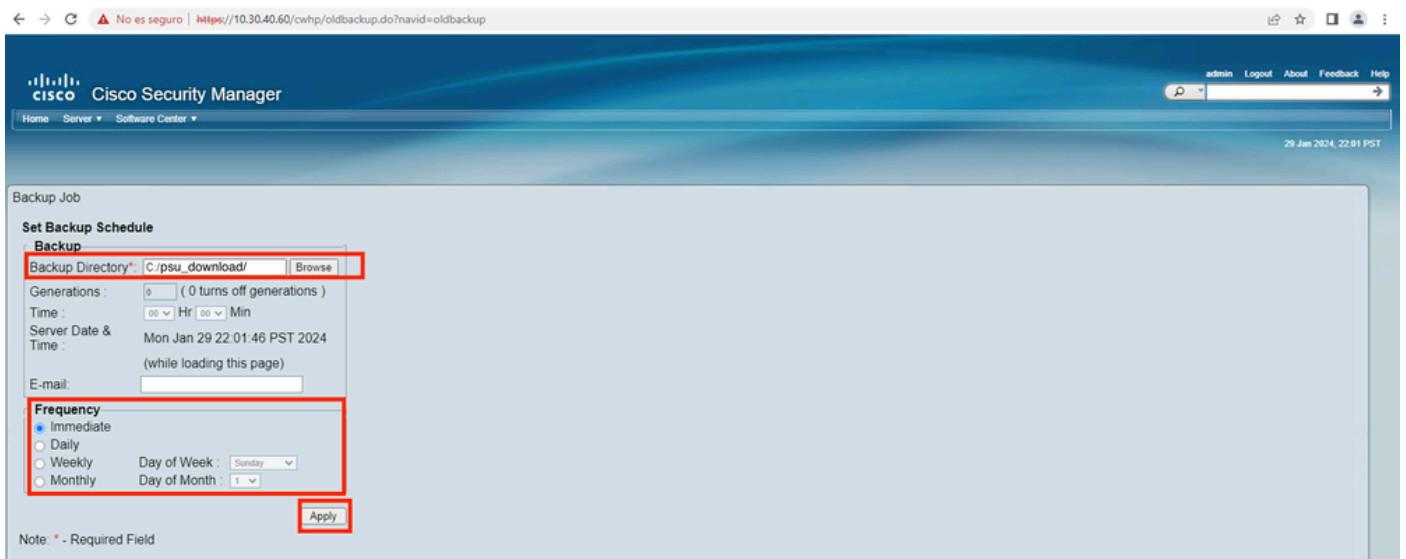 No es seguro | https://10.30.40.60/cwhp/oldbackup.do?navid=oldbackup
admin Logout About Feedback Help
CISCO Cisco Security Manager
Home Server Software Center
29 Jan 2024, 22:01 PST
Backup Job
Set Backup Schedule
Backup
Backup Directory*: C:/psu_download/ Browse
Generations : 0 ( 0 turns off generations )
Time : 00 Hr 00 Min
Server Date &
Time : Mon Jan 29 22:01:46 PST 2024
(while loading this page)
E-mail:
Frequency
Immediate
Daily
Weekly Day of Week : Sunday
Monthly Day of Month : 1
Apply
Note: * - Required Field